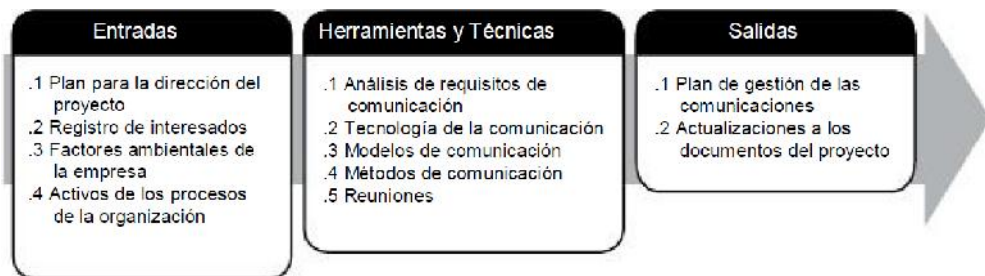 Entradas
.1 Plan para la dirección del
proyecto
.2 Registro de interesados
.3 Factores ambientales de
la empresa
.4 Activos de los procesos
de la organización
Herramientas y Técnicas
.1 Análisis de requisitos de
comunicación
.2 Tecnología de la comunicación
.3 Modelos de comunicación
.4 Métodos de comunicación
.5 Reuniones
Salidas
.1 Plan de gestión de las
comunicaciones
.2 Actualizaciones a los
documentos del proyecto